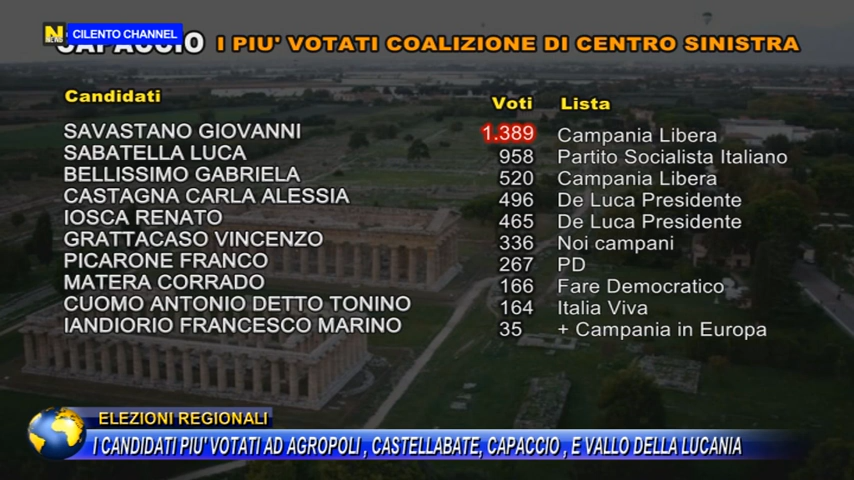 CILENTO CHANNEL
CAPACCIO I PIU' VOTATI COALIZIONE DI CENTRO SINISTRA
Candidati Voti Lista
SAVASTANO GIOVANNI 1.389 Campania Libera
SABATELLA LUCA 958 Partito Socialista Italiano
BELLISSIMO GABRIELA 520 Campania Libera
CASTAGNA CARLA ALESSIA 496 De Luca Presidente
IOSCA RENATO 465 De Luca Presidente
GRATTACASO VINCENZO 336 Noi campani
PICARONE FRANCO 267 PD
MATERA CORRADO 166 Fare Democratico
CUOMO ANTONIO DETTO TONINO 164 Italia Viva
IANDIORIO FRANCESCO MARINO 35 + Campania in Europa
ELEZIONI REGIONALI
I CANDIDATI PIU' VOTATI AD AGROPOLI , CASTELLABATE, CAPACCIO , E VALLO DELLA LUCANIA